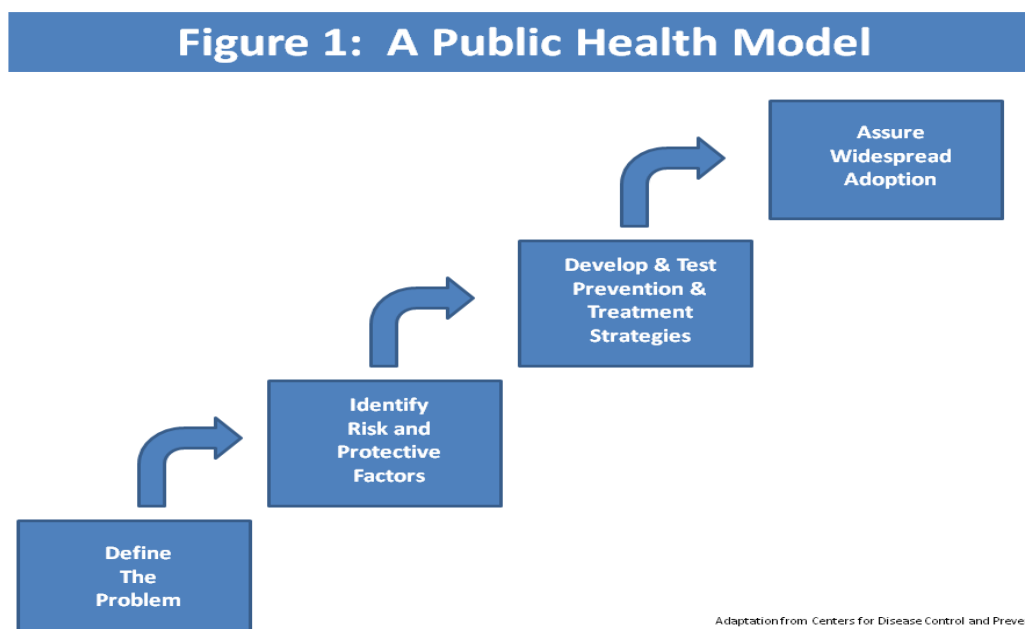 Figure 1:  A Public Health Model
Assure
Widespread
Adoption
Develop & Test
Prevention &
Treatment
Strategies
Identify
Risk and
Protective
Factors
Define
The
Problem
Adaptation from Centers for Disease Control and Preve